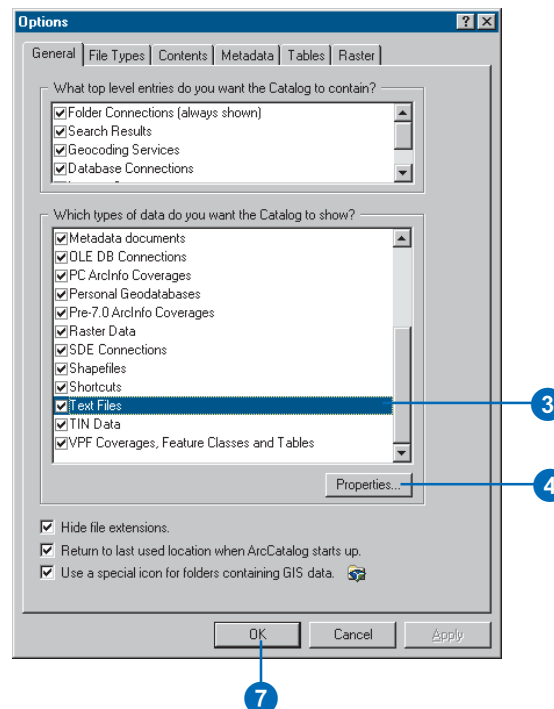 Options
General File Types Contents Metadata Tables Raster
What top level entries do you want the Catalog to contain?
Folder Connections (always shown)
Search Results
Geocoding Services
Database Connections
Which types of data do you want the Catalog to show?
Metadata documents
OLE DB Connections
PC ArcInfo Coverages
Personal Geodatabases
Pre-7.0 ArcInfo Coverages
Raster Data
SDE Connections
Shapefiles
Shortcuts
Text Files
3
TIN Data
VPF Coverages, Feature Classes and Tables
Properties...
4
Hide file extensions.
Return to last used location when ArcCatalog starts up.
Use a special icon for folders containing GIS data.
OK Cancel Apply
7